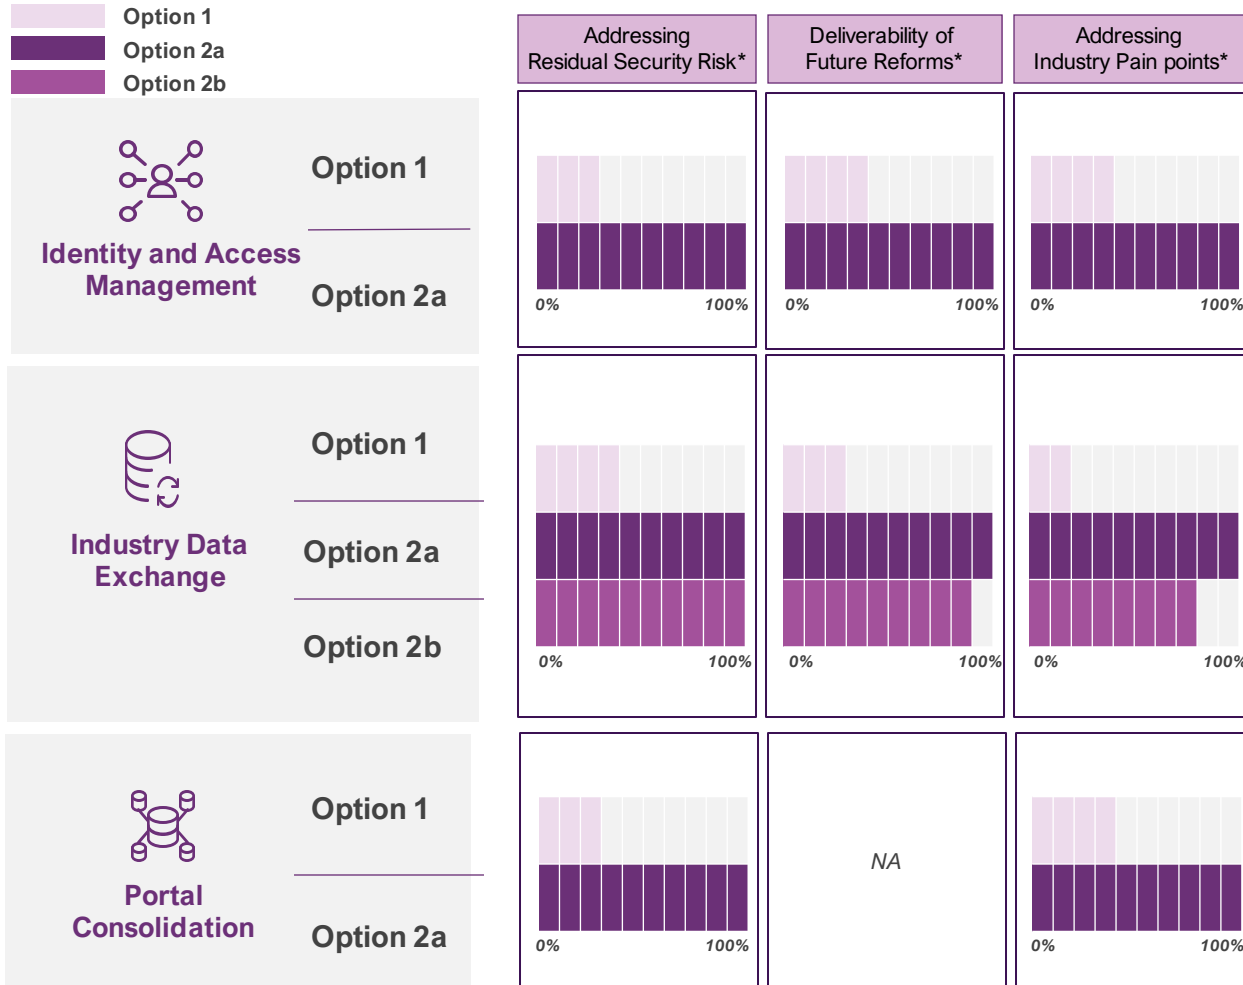 Option 1
Option 2a
Option 2b
Addressing
Residual Security Risk*
Deliverability of
Future Reforms*
Addressing
Industry Pain points*
Identity and Access
Management
Option 1
Option 2a
0% 100%
0% 100%
0% 100%
Industry Data
Exchange
Option 1
Option 2a
Option 2b
0% 100%
0% 100%
0% 100%
Portal
Consolidation
Option 1
Option 2a
0% 100%
NA
0% 100%